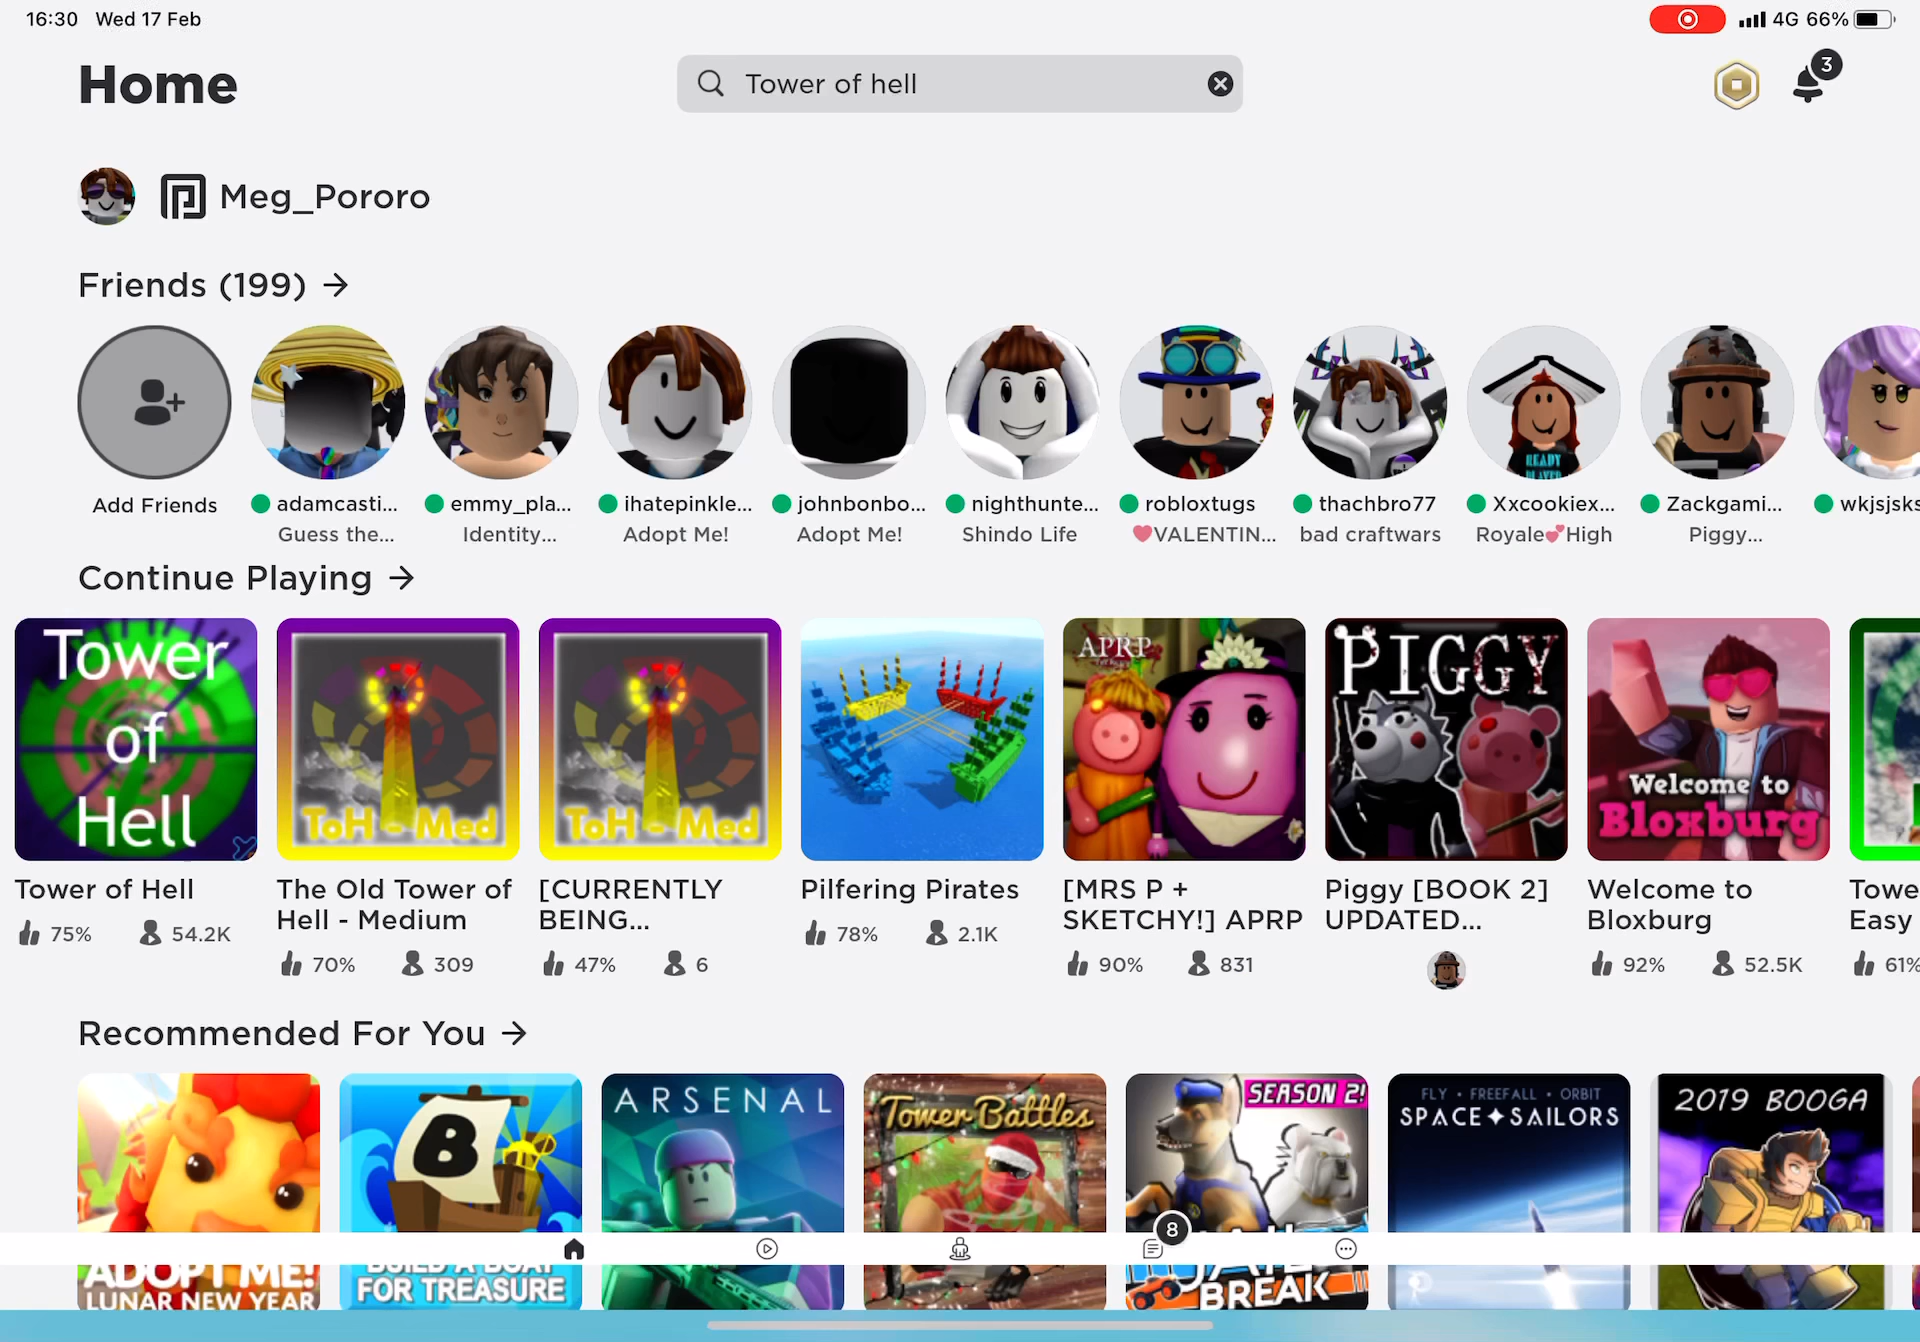 16:30 Wed 17 Feb
4G 66%
Home
Tower of hell
3
Meg_Pororo
Friends (199) →
Add Friends
adamcasti...
Guess the...
emmy_pla...
Identity...
ihatepinkle...
Adopt Me!
johnbonbo...
Adopt Me!
nighthunte...
Shindo Life
robloxtugs
❤VALENTIN...
thachbro77
bad craftwars
Xxcookiex...
Royale💕High
Zackgami...
Piggy...
wkjsjsks
READY
PLAYER
Continue Playing →
Tower
of
Hell
ToH - Med
ToH - Med
APRP
PIGGY
Welcome to
Bloxburg
Tower of Hell
75% 54.2K
The Old Tower of
Hell - Medium
70% 309
[CURRENTLY
BEING...
47% 6
Pilfering Pirates
78% 2.1K
[MRS P +
SKETCHY!] APRP
90% 831
Piggy [BOOK 2]
UPDATED...
Welcome to
Bloxburg
92% 52.5K
Towe
Easy
61%
Recommended For You →
ADOPT ME!
LUNAR NEW YEAR
B
BUILD A BOAT
FOR TREASURE
ARSENAL
Tower Battles
SEASON 2!
JAIL
BREAK
FLY • FREEFALL • ORBIT
SPACE✦SAILORS
2019 BOOGA
8